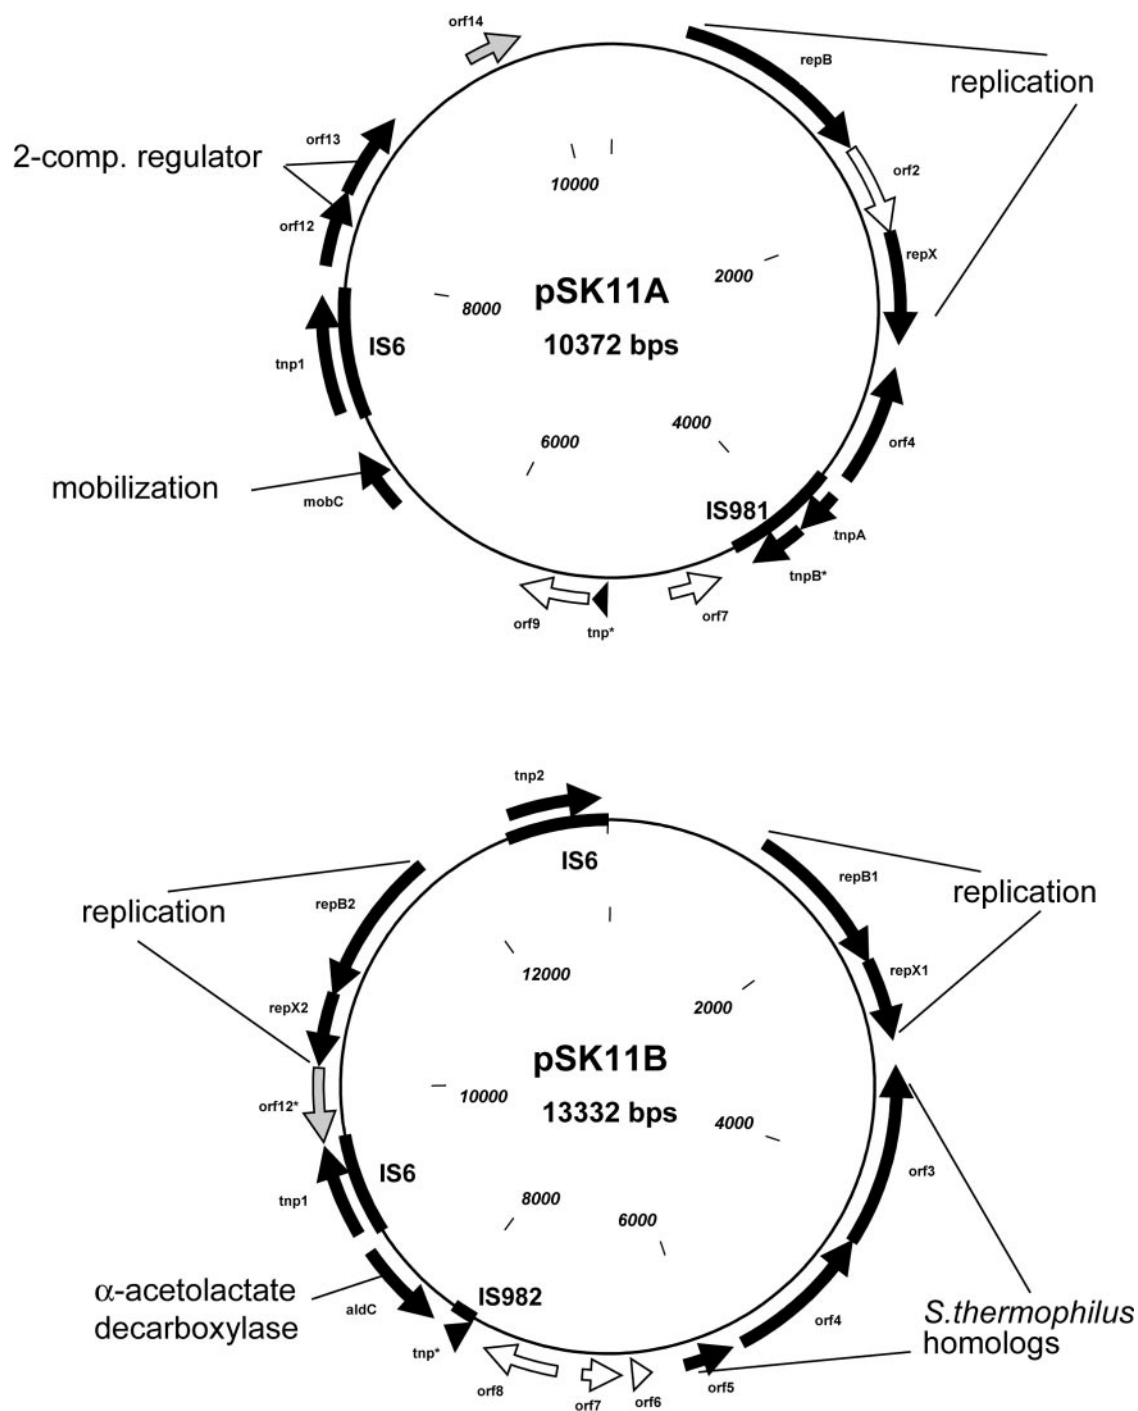 orf14
repB
replication
orf13
2-comp. regulator
orf2
10000
orf12
repX
2000
pSK11A
8000
10372 bps
IS6
tnp1
4000
6000
orf4
mobilization
mobC
IS981
tnpA
tnpB*
orf7
orf9
tnp*
tnp2
IS6
repB1
replication
repB2
replication
12000
repX1
repX2
2000
pSK11B
10000
13332 bps
orf12*
4000
IS6
orf3
tnp1
8000
6000
α-acetolactate
decarboxylase
IS982
aldC
S.thermophilus
homologs
orf4
tnp*
orf8
orf7
orf6
orf5